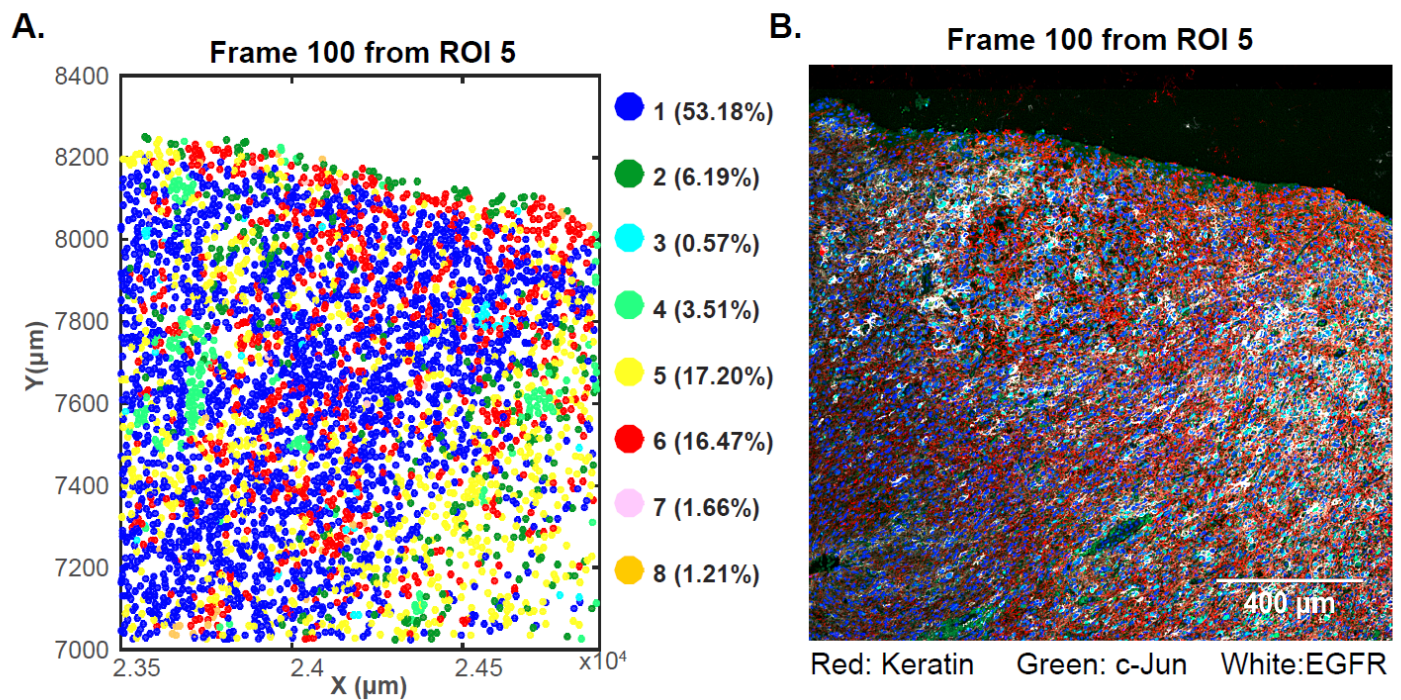 A.
Frame 100 from ROI 5
8400
8200
8000
7800
7600
7400
7200
7000
Y(µm)
2.35
2.4
2.45
x10⁴
X (µm)
1 (53.18%)
2 (6.19%)
3 (0.57%)
4 (3.51%)
5 (17.20%)
6 (16.47%)
7 (1.66%)
8 (1.21%)
B.
Frame 100 from ROI 5
400 µm
Red: Keratin Green: c-Jun White:EGFR